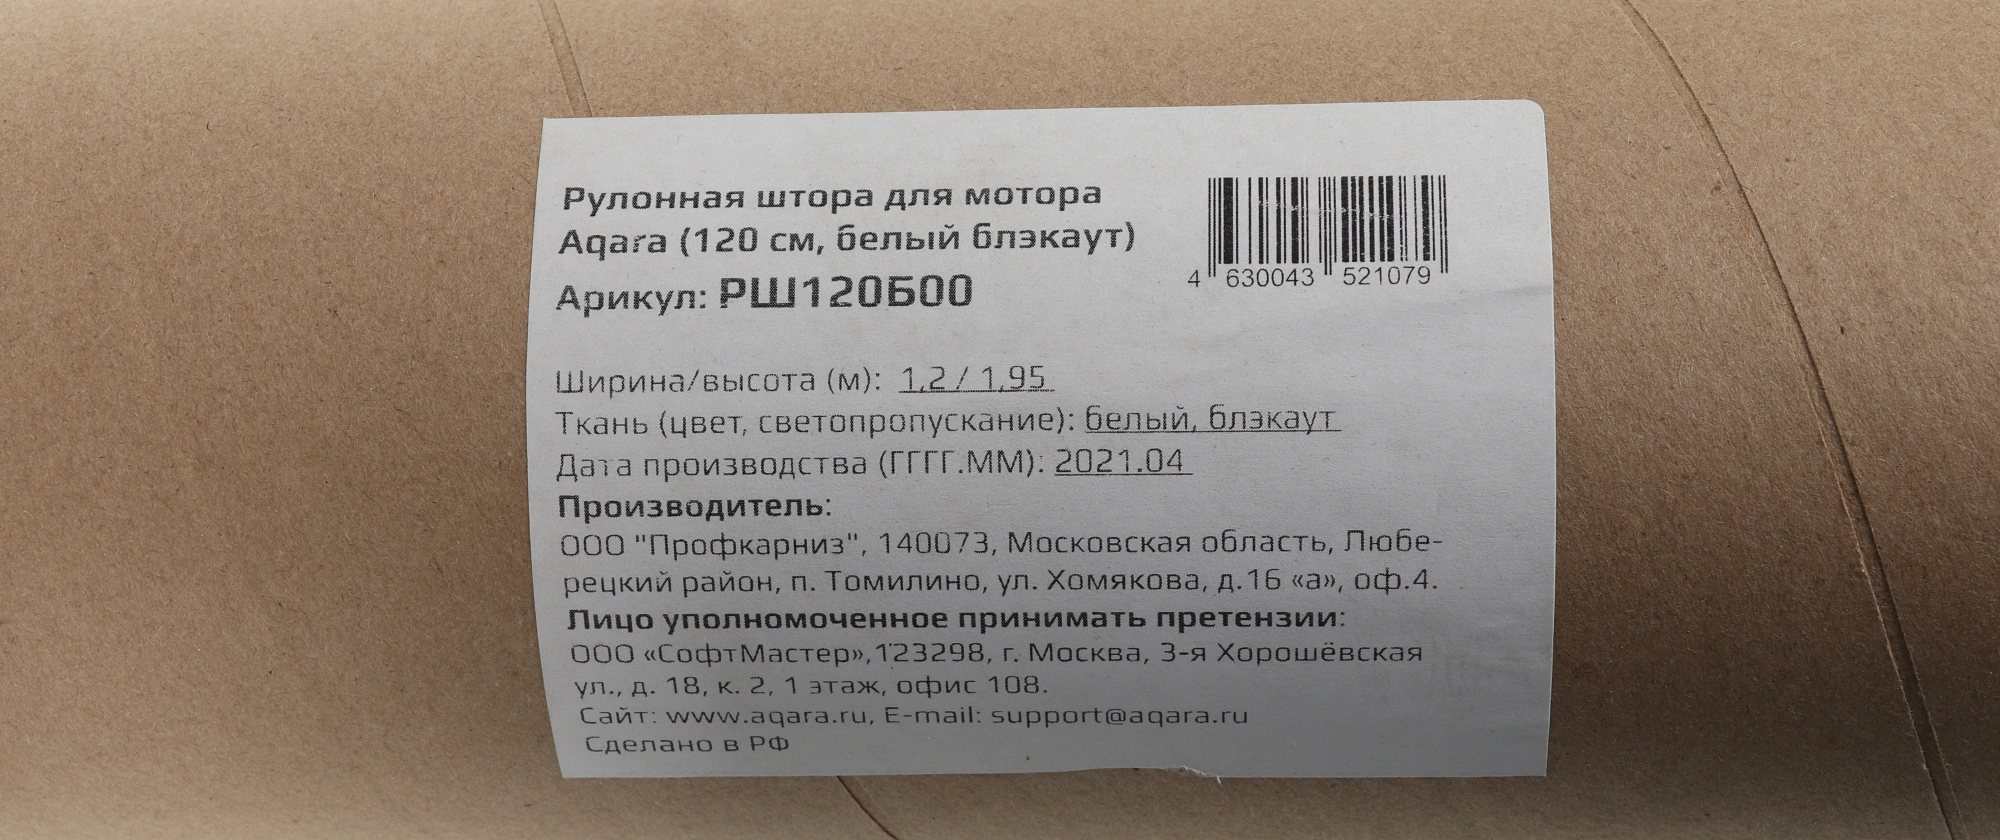 Рулонная штора для мотора
Aqara (120 см, белый блэкаут)
Арикул: РШ120Б00
4 630043 521079
Ширина/высота (м): 1,2 / 1,95
Ткань (цвет, светопропускание): белый, блэкаут
Дата производства (ГГГГ.ММ): 2021.04
Производитель:
ООО "Профкарниз", 140073, Московская область, Любе-
рецкий район, п. Томилино, ул. Хомякова, д.16 «а», оф.4.
Лицо уполномоченное принимать претензии:
ООО «СофтМастер»,123298, г. Москва, 3-я Хорошёвская
ул., д. 18, к. 2, 1 этаж, офис 108.
Сайт: www.aqara.ru, E-mail: support@aqara.ru
Сделано в РФ